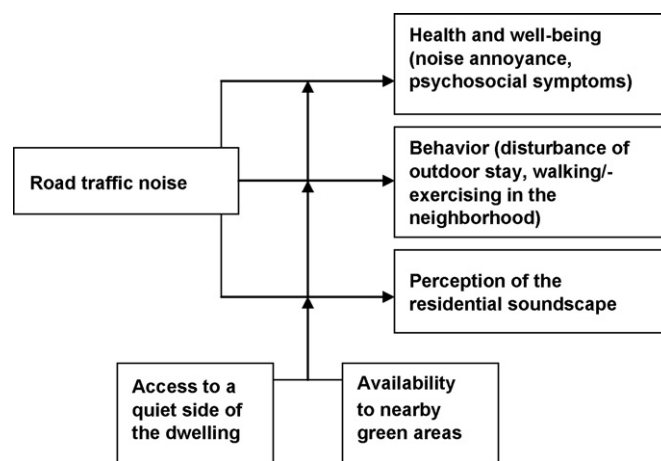 Health and well-being
(noise annoyance,
psychosocial symptoms)
Road traffic noise
Behavior (disturbance of
outdoor stay, walking/-
exercising in the
neighborhood)
Perception of the
residential soundscape
Access to a
quiet side of
the dwelling
Availability
to nearby
green areas